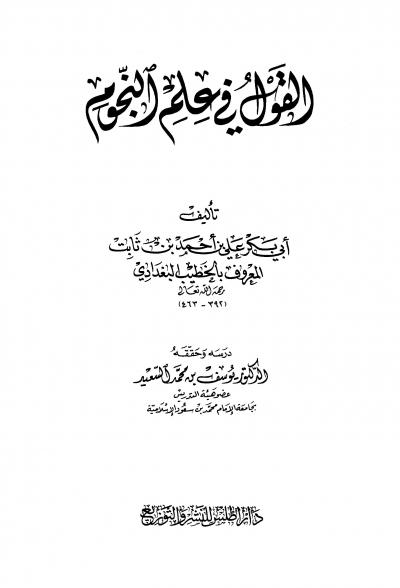 القول في علم النجوم
تأليف
أبي بكر علي بن أحمد بن ثابت
المعروف بالخطيب البغدادي
رحمه الله تعالى
(٣٩٢ - ٤٦٣)
درسه وحققه
الدكتور يوسف بن محمد السعيد
عضو هيئة التدريس
بجامعة الإمام محمد بن سعود الإسلامية
دار أطلس للنشر والتوزيع